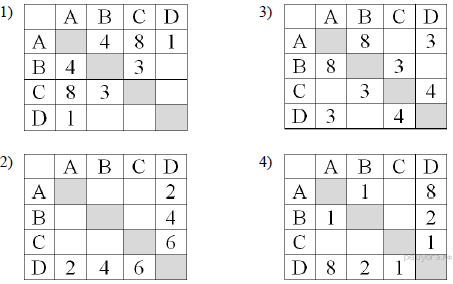 1)
A B C D
A 4 8 1
B 4 3
C 8 3
D 1
3)
A B C D
A 8 3
B 8 3
C 3 4
D 3 4
2)
A B C D
A 2
B 4
C 6
D 2 4 6
4)
A B C D
A 1 8
B 1 2
C 1
D 8 2 1